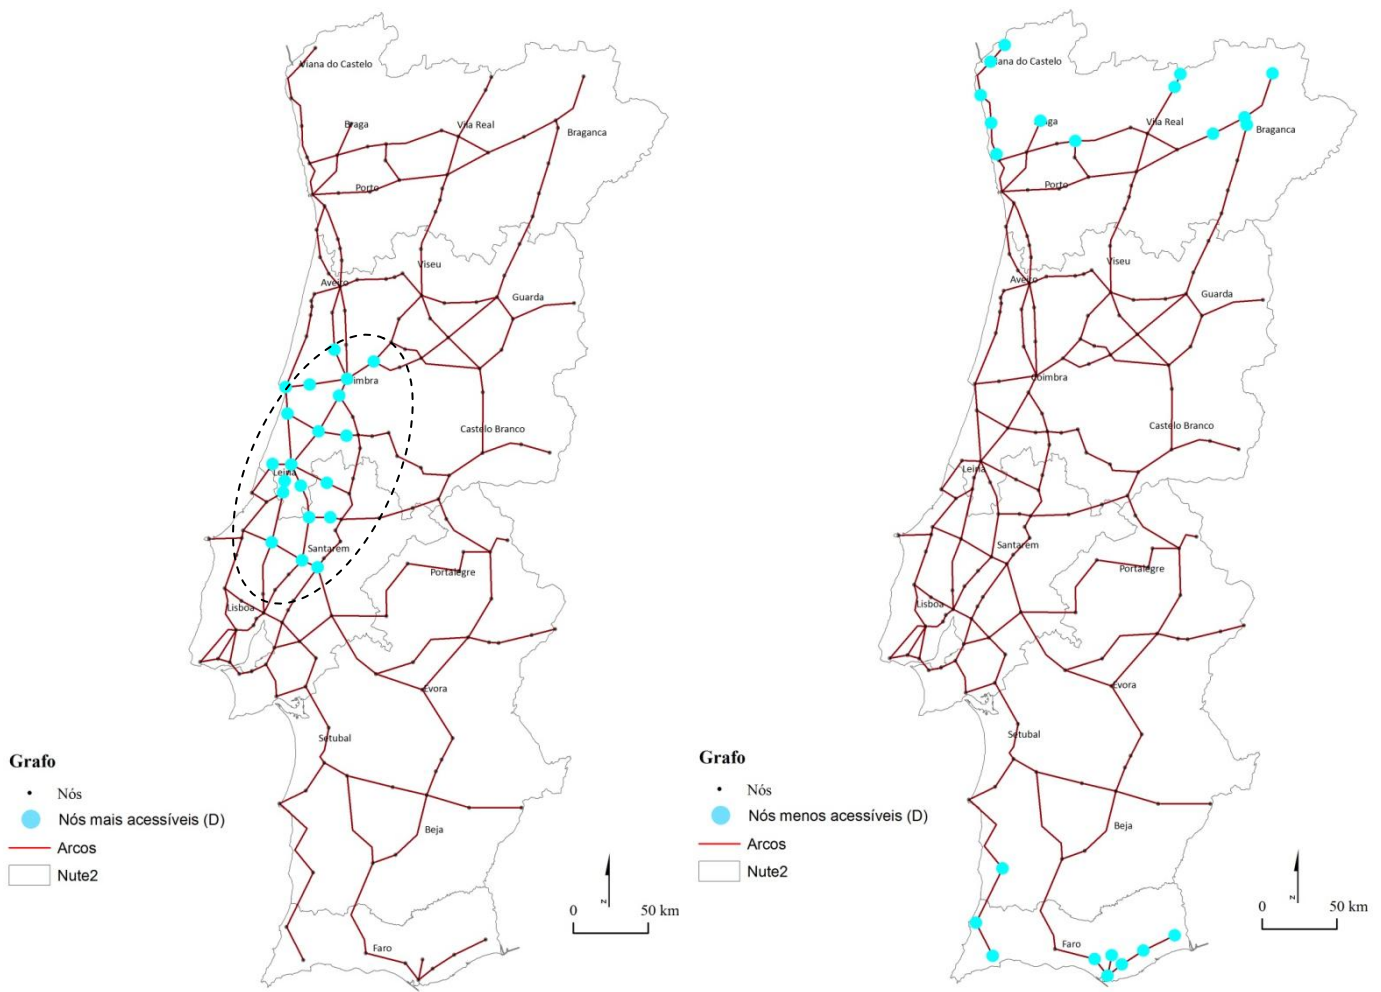 Viana do Castelo
Braga
Vila Real
Braganca
Porto
Viseu
Aveiro
Guarda
Coimbra
Castelo Branco
Leiria
Santarem
Portalegre
Lisboa
Evora
Setubal
Beja
Faro
Grafo
Nós
Nós mais acessíveis (D)
Arcos
Nute2
N
0 50 km
Viana do Castelo
Braga
Vila Real
Braganca
Porto
Viseu
Aveiro
Guarda
Coimbra
Castelo Branco
Leiria
Santarem
Portalegre
Lisboa
Evora
Setubal
Beja
Faro
Grafo
Nós
Nós menos acessíveis (D)
Arcos
Nute2
N
0 50 km